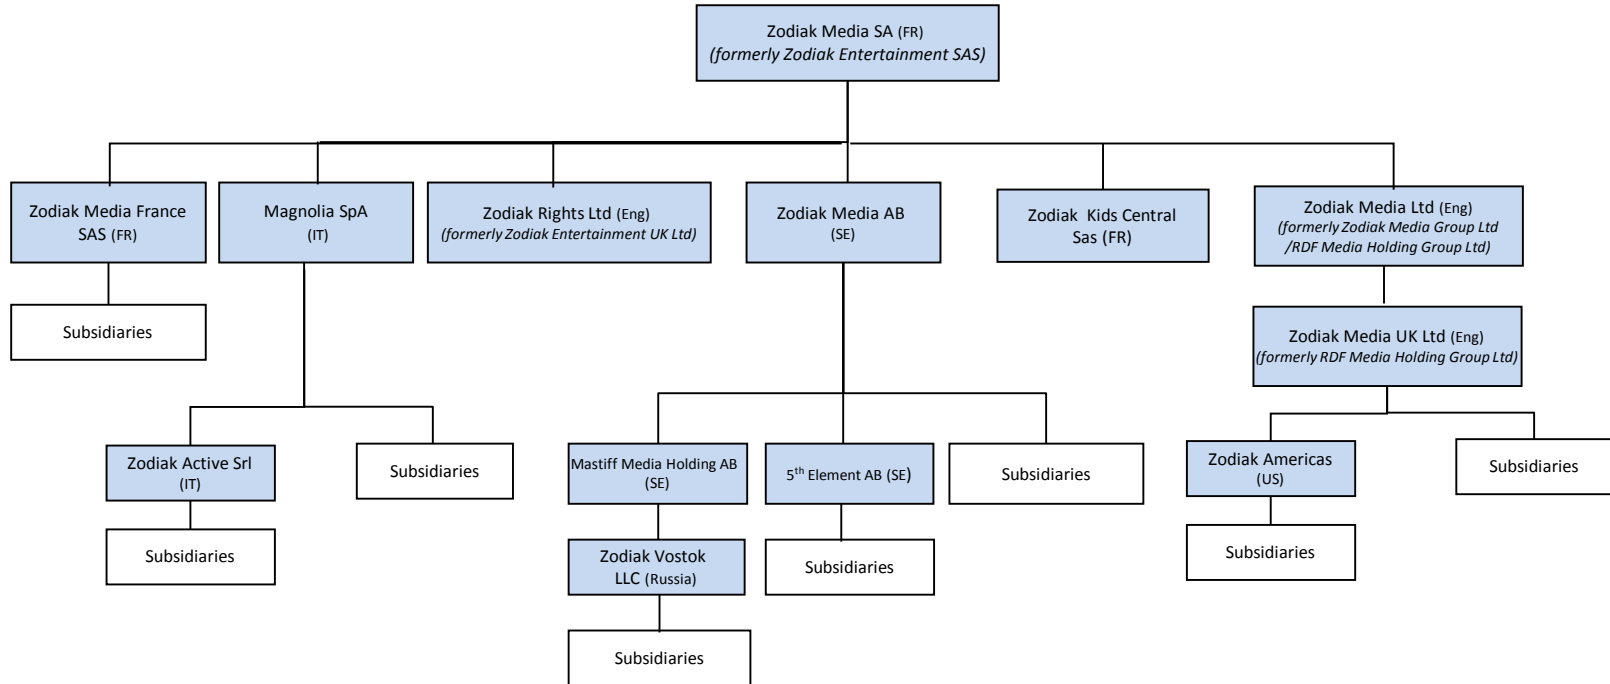 Zodiak Media SA (FR)
(formerly Zodiak Entertainment SAS)
Zodiak Media France
SAS (FR)
Magnolia SpA
(IT)
Zodiak Rights Ltd (Eng)
(formerly Zodiak Entertainment UK Ltd)
Zodiak Media AB
(SE)
Zodiak Kids Central
Sas (FR)
Zodiak Media Ltd (Eng)
(formerly Zodiak Media Group Ltd
/RDF Media Holding Group Ltd)
Subsidiaries
Zodiak Media UK Ltd (Eng)
(formerly RDF Media Holding Group Ltd)
Zodiak Active Srl
(IT)
Subsidiaries
Mastiff Media Holding AB
(SE)
5th Element AB (SE)
Subsidiaries
Zodiak Americas
(US)
Subsidiaries
Subsidiaries
Zodiak Vostok
LLC (Russia)
Subsidiaries
Subsidiaries
Subsidiaries